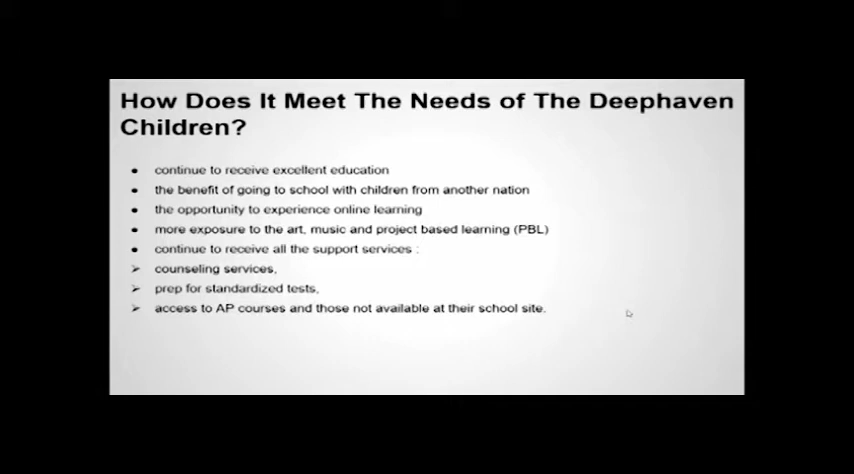 How Does It Meet The Needs of The Deephaven
Children?
• continue to receive excellent education
• the benefit of going to school with children from another nation
• the opportunity to experience online learning
• more exposure to the art, music and project based learning (PBL)
• continue to receive all the support services :
➢ counseling services,
➢ prep for standardized tests,
➢ access to AP courses and those not available at their school site.